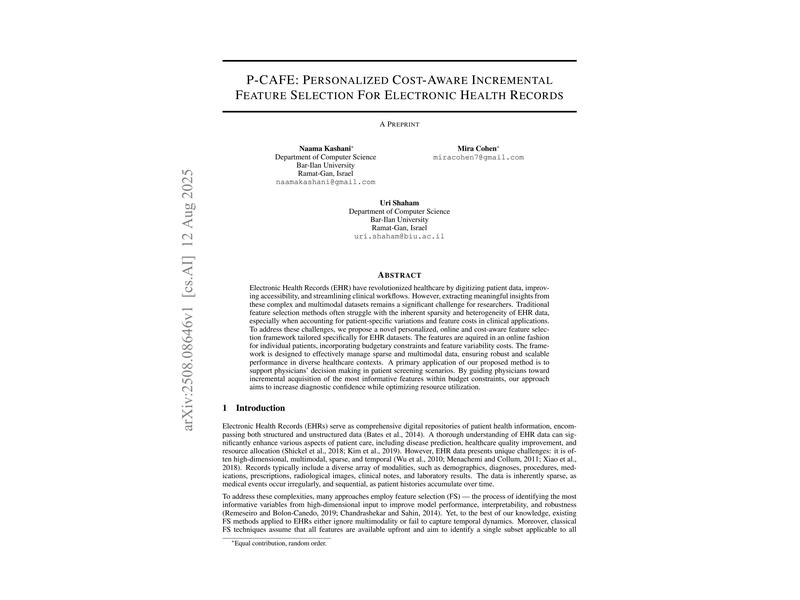 P-CAFE: PERSONALIZED COST-AWARE INCREMENTAL
FEATURE SELECTION FOR ELECTRONIC HEALTH RECORDS
A PREPRINT
Naama Kashani*
Department of Computer Science
Bar-Ilan University
Ramat-Gan, Israel
naamakashani@gmail.com
Mira Cohen*
miracohen7@gmail.com
Uri Shaham
Department of Computer Science
Bar-Ilan University
Ramat-Gan, Israel
uri.shaham@biu.ac.il
arXiv:2508.08646v1 [cs.AI] 12 Aug 2025
ABSTRACT
Electronic Health Records (EHR) have revolutionized healthcare by digitizing patient data, improv-
ing accessibility, and streamlining clinical workflows. However, extracting meaningful insights from
these complex and multimodal datasets remains a significant challenge for researchers. Traditional
feature selection methods often struggle with the inherent sparsity and heterogeneity of EHR data,
especially when accounting for patient-specific variations and feature costs in clinical applications.
To address these challenges, we propose a novel personalized, online and cost-aware feature selec-
tion framework tailored specifically for EHR datasets. The features are aquired in an online fashion
for individual patients, incorporating budgetary constraints and feature variability costs. The frame-
work is designed to effectively manage sparse and multimodal data, ensuring robust and scalable
performance in diverse healthcare contexts. A primary application of our proposed method is to
support physicians' decision making in patient screening scenarios. By guiding physicians toward
incremental acquisition of the most informative features within budget constraints, our approach
aims to increase diagnostic confidence while optimizing resource utilization.
1 Introduction
Electronic Health Records (EHRs) serve as comprehensive digital repositories of patient health information, encom-
passing both structured and unstructured data (Bates et al., 2014). A thorough understanding of EHR data can sig-
nificantly enhance various aspects of patient care, including disease prediction, healthcare quality improvement, and
resource allocation (Shickel et al., 2018; Kim et al., 2019). However, EHR data presents unique challenges: it is of-
ten high-dimensional, multimodal, sparse, and temporal (Wu et al., 2010; Menachemi and Collum, 2011; Xiao et al.,
2018). Records typically include a diverse array of modalities, such as demographics, diagnoses, procedures, med-
ications, prescriptions, radiological images, clinical notes, and laboratory results. The data is inherently sparse, as
medical events occur irregularly, and sequential, as patient histories accumulate over time.
To address these complexities, many approaches employ feature selection (FS) — the process of identifying the most
informative variables from high-dimensional input to improve model performance, interpretability, and robustness
(Remeseiro and Bolon-Canedo, 2019; Chandrashekar and Sahin, 2014). Yet, to the best of our knowledge, existing
FS methods applied to EHRs either ignore multimodality or fail to capture temporal dynamics. Moreover, classical
FS techniques assume that all features are available upfront and aim to identify a single subset applicable to all
*Equal contribution, random order.